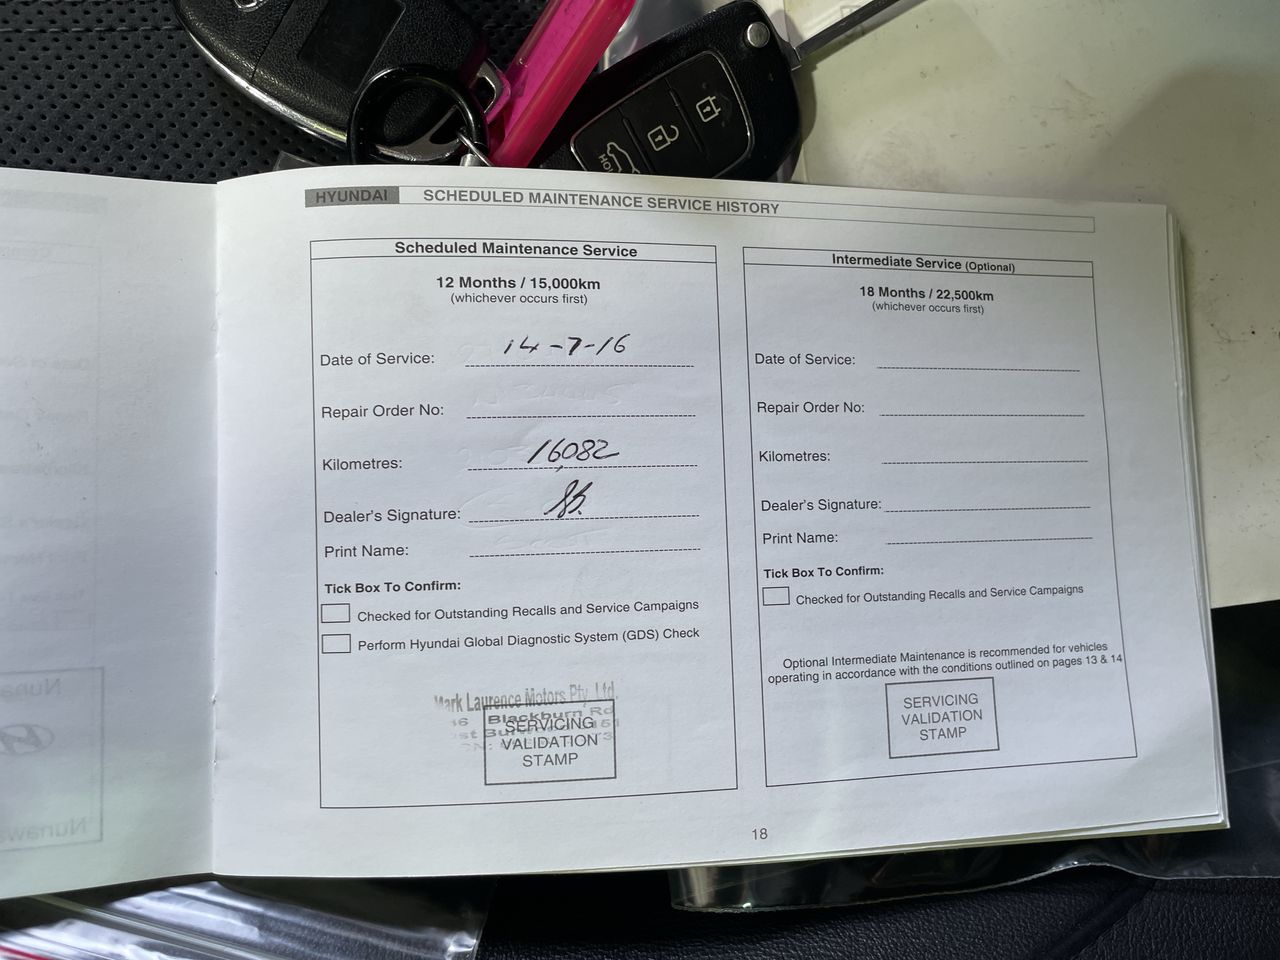 HYUNDAI SCHEDULED MAINTENANCE SERVICE HISTORY
Scheduled Maintenance Service
12 Months / 15,000km
(whichever occurs first)
Date of Service: 14-7-16
Repair Order No:
Kilometres: 16082
Dealer's Signature:
Print Name:
Tick Box To Confirm:
Checked for Outstanding Recalls and Service Campaigns
Perform Hyundai Global Diagnostic System (GDS) Check
Mark Laurence Motors Pty. Ltd.
Blackburn Rd
SERVICING
VALIDATION
STAMP
Intermediate Service (Optional)
18 Months / 22,500km
(whichever occurs first)
Date of Service:
Repair Order No:
Kilometres:
Dealer's Signature:
Print Name:
Tick Box To Confirm:
Checked for Outstanding Recalls and Service Campaigns
Optional Intermediate Maintenance is recommended for vehicles
operating in accordance with the conditions outlined on pages 13 & 14
SERVICING
VALIDATION
STAMP
18